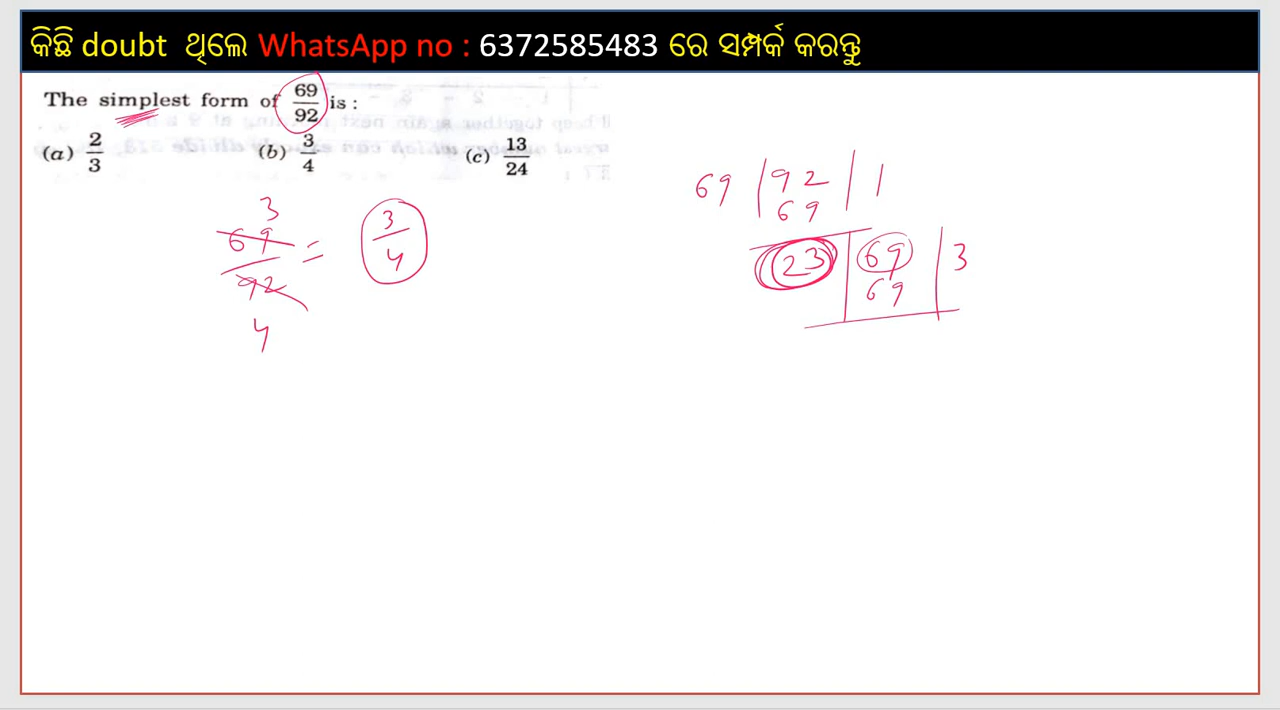 କିଛି doubt ଥିଲେ WhatsApp no : 6372585483 ରେ ସମ୍ପର୍କ କରନ୍ତୁ
The simplest form of 69/92 is :
(a) 2/3 (b) 3/4 (c) 13/24
69 | 92 | 1
69
23 | 69 | 3
69
3
69/92 = 3/4
4